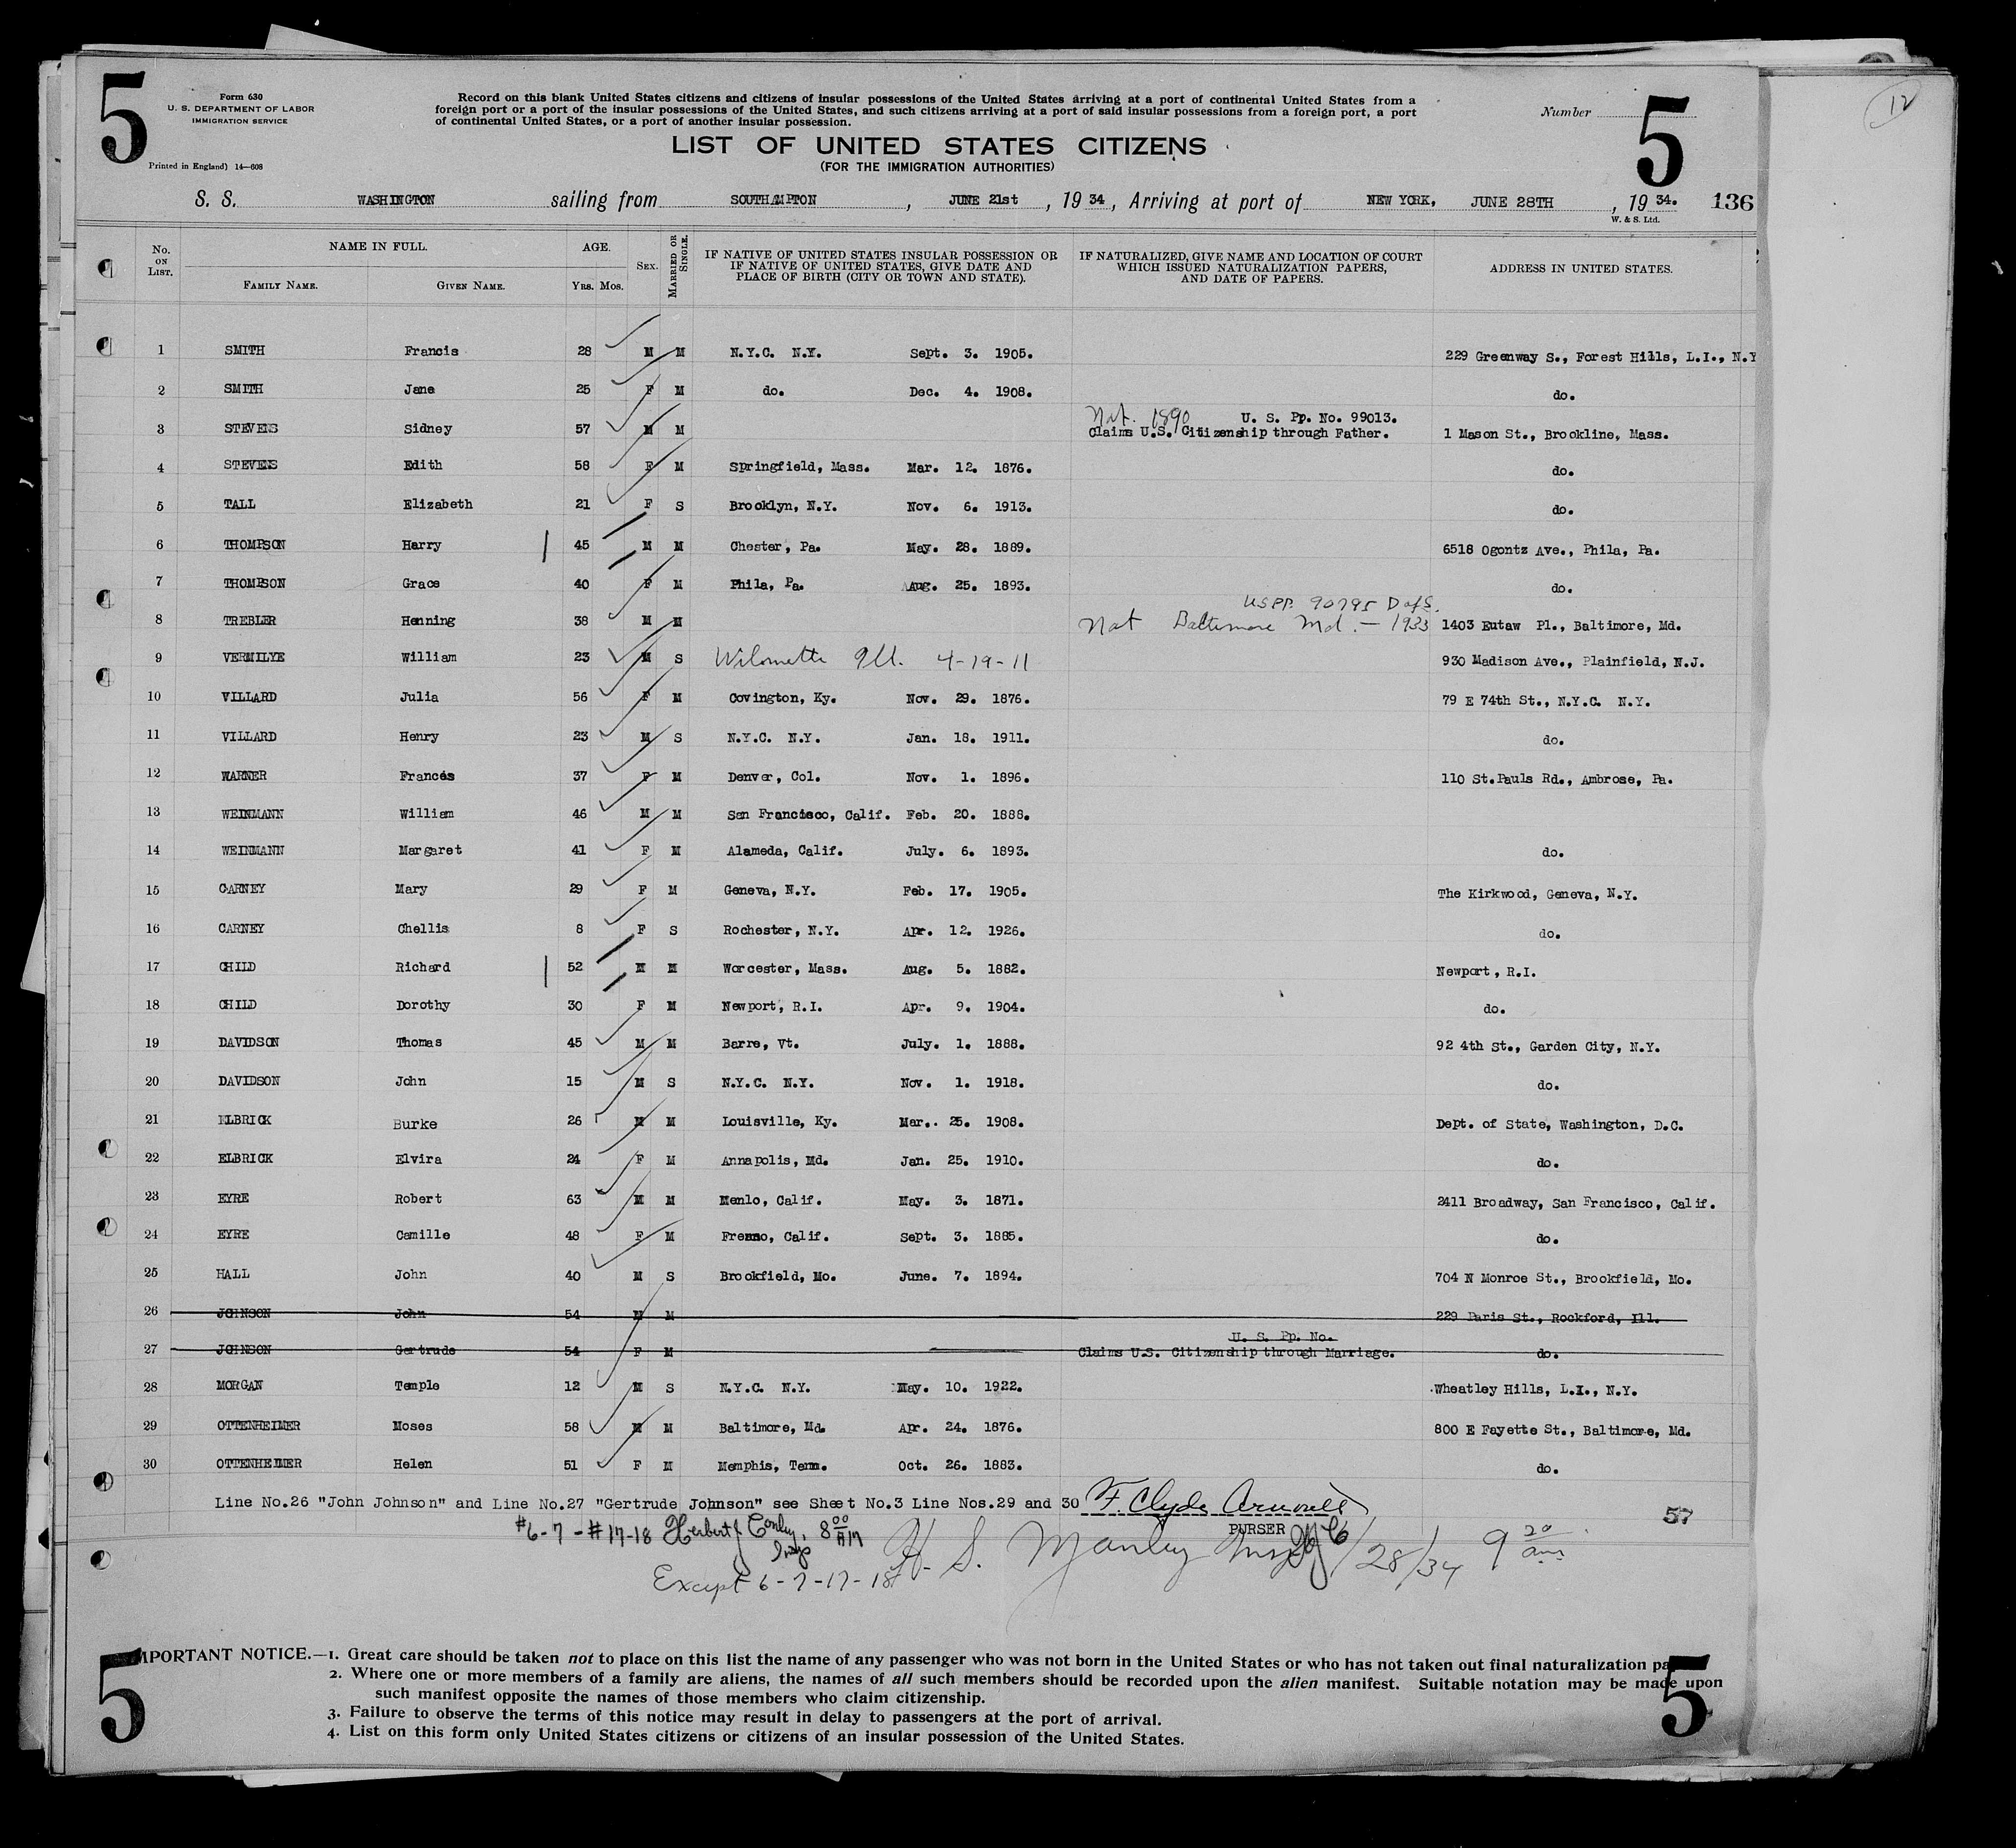 5
Form 630
U. S. DEPARTMENT OF LABOR
IMMIGRATION SERVICE
Printed in England) 14—608
Record on this blank United States citizens and citizens of insular possessions of the United States arriving at a port of continental United States from a
foreign port or a port of the insular possessions of the United States, and such citizens arriving at a port of said insular possessions from a foreign port, a port
of continental United States, or a port of another insular possession.
Number
5
12
LIST OF UNITED STATES CITIZENS
(FOR THE IMMIGRATION AUTHORITIES)
S. S. WASHINGTON sailing from SOUTHAMPTON, JUNE 21st, 1934, Arriving at port of NEW YORK, JUNE 28TH, 1934. 136
W. & S. Ltd.
No. ON LIST. NAME IN FULL. FAMILY NAME. GIVEN NAME. AGE. Yrs. Mos. SEX. MARRIED OR SINGLE. IF NATIVE OF UNITED STATES INSULAR POSSESSION OR IF NATIVE OF UNITED STATES, GIVE DATE AND PLACE OF BIRTH (CITY OR TOWN AND STATE). IF NATURALIZED, GIVE NAME AND LOCATION OF COURT WHICH ISSUED NATURALIZATION PAPERS, AND DATE OF PAPERS. ADDRESS IN UNITED STATES.
1 SMITH Francis 28 M M N.Y.C. N.Y. Sept. 3. 1905. 229 Greenway S., Forest Hills, L.I., N.Y
2 SMITH Jane 25 F M do. Dec. 4. 1908. do.
Nat. 1890 U. S. Pp. No. 99013.
3 STEVENS Sidney 57 M M Claims U.S. Citizenship through Father. 1 Mason St., Brookline, Mass.
4 STEVENS Edith 58 F M Springfield, Mass. Mar. 12. 1876. do.
5 TALL Elizabeth 21 F S Brooklyn, N.Y. Nov. 6. 1913. do.
6 THOMPSON Harry 45 M M Chester, Pa. May. 28. 1889. 6518 Ogontz Ave., Phila, Pa.
7 THOMPSON Grace 40 F M Phila, Pa. Aug. 25. 1893. do.
USPP. 90795 D of S.
8 TREBLER Henning 38 M M Nat Baltimore Md. — 1933 1403 Eutaw Pl., Baltimore, Md.
9 VERMILYE William 23 M S Wilmette Ill. 4-19-11 930 Madison Ave., Plainfield, N.J.
10 VILLARD Julia 56 F M Covington, Ky. Nov. 29. 1876. 79 E 74th St., N.Y.C. N.Y.
11 VILLARD Henry 23 M S N.Y.C. N.Y. Jan. 18. 1911. do.
12 WARNER Frances 37 F M Denver, Col. Nov. 1. 1896. 110 St.Pauls Rd., Ambrose, Pa.
13 WEINMANN William 46 M M San Francisco, Calif. Feb. 20. 1888.
14 WEINMANN Margaret 41 F M Alameda, Calif. July. 6. 1893. do.
15 CARNEY Mary 29 F M Geneva, N.Y. Feb. 17. 1905. The Kirkwood, Geneva, N.Y.
16 CARNEY Chellis 8 F S Rochester, N.Y. Apr. 12. 1926. do.
17 CHILD Richard 52 M M Worcester, Mass. Aug. 5. 1882. Newport, R.I.
18 CHILD Dorothy 30 F M Newport, R.I. Apr. 9. 1904. do.
19 DAVIDSON Thomas 45 M M Barre, Vt. July. 1. 1888. 92 4th St., Garden City, N.Y.
20 DAVIDSON John 15 M S N.Y.C. N.Y. Nov. 1. 1918. do.
21 ELBRICK Burke 26 M M Louisville, Ky. Mar.. 25. 1908. Dept. of State, Washington, D.C.
22 ELBRICK Elvira 24 F M Annapolis, Md. Jan. 25. 1910. do.
23 EYRE Robert 63 M M Menlo, Calif. May. 3. 1871. 2411 Broadway, San Francisco, Calif.
24 EYRE Camille 48 F M Fresno, Calif. Sept. 3. 1885. do.
25 HALL John 40 M S Brookfield, Mo. June. 7. 1894. 704 N Monroe St., Brookfield, Mo.
26 JOHNSON John 54 M M 229 Paris St., Rockford, Ill.
U. S. Pp. No.
27 JOHNSON Gertrude 54 F M Claims U.S. Citizenship through Marriage. do.
28 MORGAN Temple 12 M S N.Y.C. N.Y. May. 10. 1922. Wheatley Hills, L.I., N.Y.
29 OTTENHEIMER Moses 58 M M Baltimore, Md. Apr. 24. 1876. 800 E Fayette St., Baltimore, Md.
30 OTTENHEIMER Helen 51 F M Memphis, Tenn. Oct. 26. 1883. do.
Line No.26 "John Johnson" and Line No.27 "Gertrude Johnson" see Sheet No.3 Line Nos.29 and 30 F. Clyde
57
PURSER
#6-7 - #17-18 Herbert J. Conley, 8 00 AM
Insp
H. S. Manley Insp 6/28/34 9 20 am
Except 6-7-17-18
5
IMPORTANT NOTICE.—1. Great care should be taken not to place on this list the name of any passenger who was not born in the United States or who has not taken out final naturalization pa
2. Where one or more members of a family are aliens, the names of all such members should be recorded upon the alien manifest. Suitable notation may be made upon
such manifest opposite the names of those members who claim citizenship.
3. Failure to observe the terms of this notice may result in delay to passengers at the port of arrival.
4. List on this form only United States citizens or citizens of an insular possession of the United States.
5